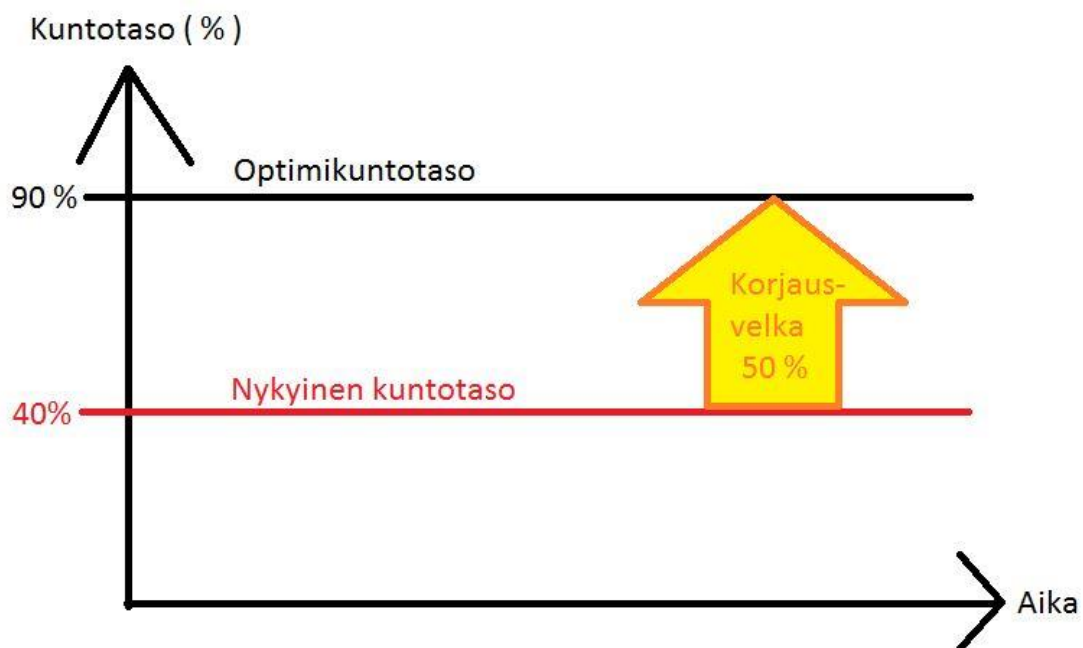 Kuntotaso ( % )
Optimikuntotaso
90 %
Korjaus-
velka
50 %
Nykyinen kuntotaso
40%
Aika